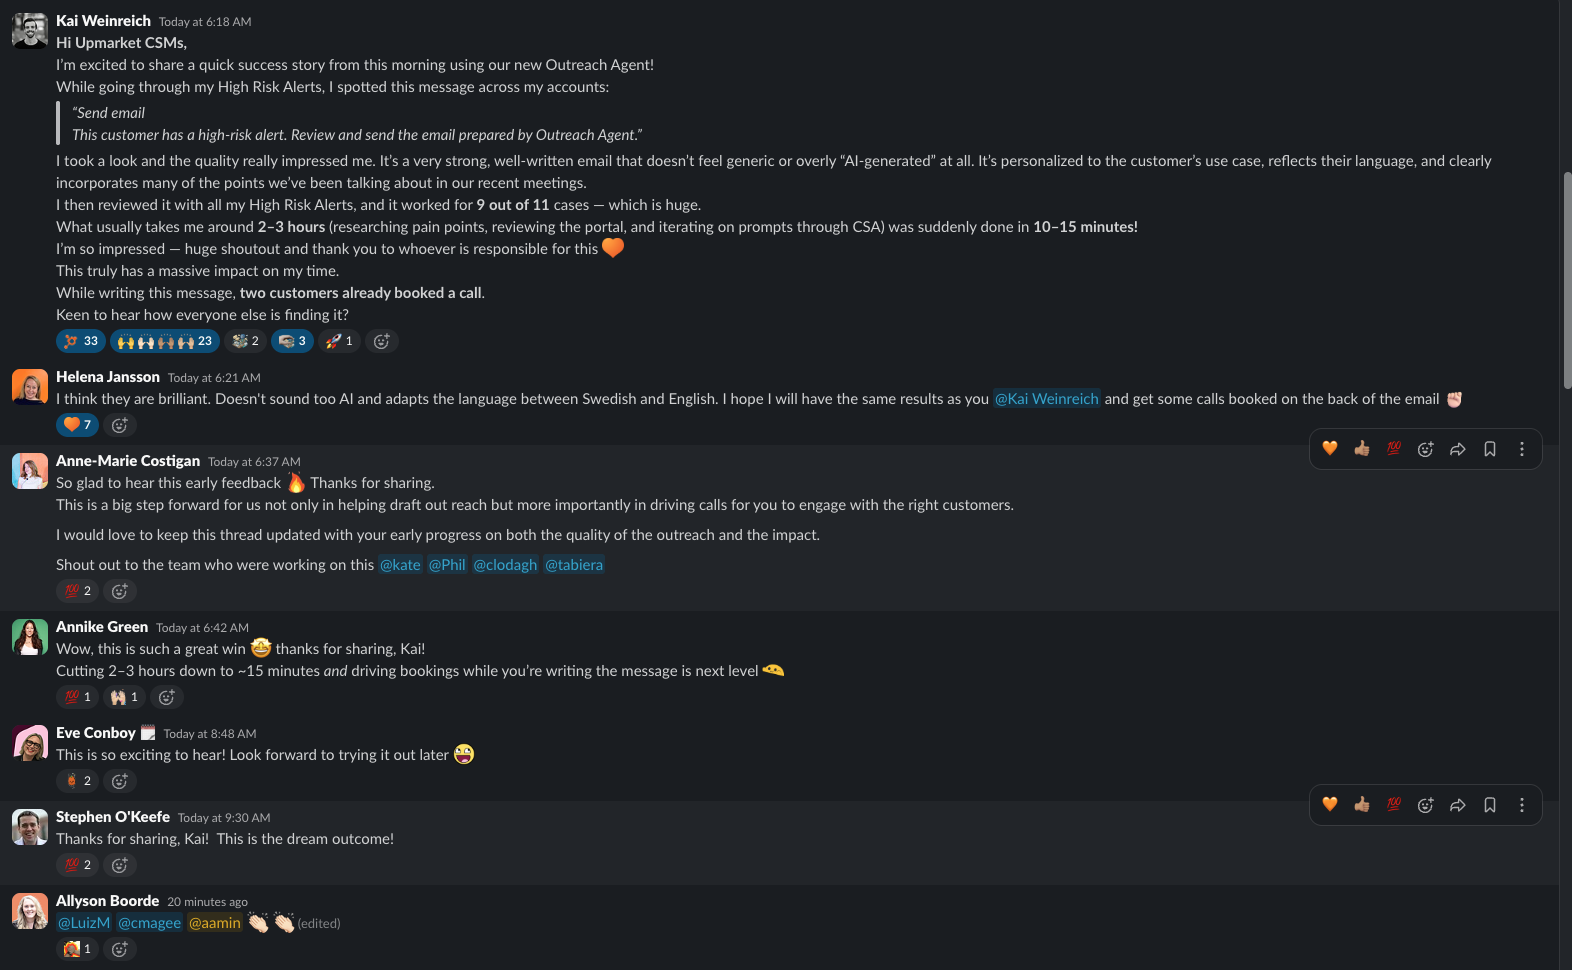 Kai Weinreich Today at 6:18 AM
Hi Upmarket CSMs,
I’m excited to share a quick success story from this morning using our new Outreach Agent!
While going through my High Risk Alerts, I spotted this message across my accounts:
“Send email
This customer has a high-risk alert. Review and send the email prepared by Outreach Agent.”
I took a look and the quality really impressed me. It’s a very strong, well-written email that doesn’t feel generic or overly “AI-generated” at all. It’s personalized to the customer’s use case, reflects their language, and clearly
incorporates many of the points we’ve been talking about in our recent meetings.
I then reviewed it with all my High Risk Alerts, and it worked for 9 out of 11 cases — which is huge.
What usually takes me around 2–3 hours (researching pain points, reviewing the portal, and iterating on prompts through CSA) was suddenly done in 10–15 minutes!
I’m so impressed — huge shoutout and thank you to whoever is responsible for this 🧡
This truly has a massive impact on my time.
While writing this message, two customers already booked a call.
Keen to hear how everyone else is finding it?
33 23 2 3 1
Helena Jansson Today at 6:21 AM
I think they are brilliant. Doesn't sound too AI and adapts the language between Swedish and English. I hope I will have the same results as you @Kai Weinreich and get some calls booked on the back of the email ✊🏻
7
Anne-Marie Costigan Today at 6:37 AM
So glad to hear this early feedback 🔥 Thanks for sharing.
This is a big step forward for us not only in helping draft out reach but more importantly in driving calls for you to engage with the right customers.
I would love to keep this thread updated with your early progress on both the quality of the outreach and the impact.
Shout out to the team who were working on this @kate @Phil @clodagh @tabiera
💯 2
Annike Green Today at 6:42 AM
Wow, this is such a great win 🤩 thanks for sharing, Kai!
Cutting 2–3 hours down to ~15 minutes and driving bookings while you’re writing the message is next level
💯 1 1
Eve Conboy Today at 8:48 AM
This is so exciting to hear! Look forward to trying it out later
2
Stephen O'Keefe Today at 9:30 AM
Thanks for sharing, Kai!  This is the dream outcome!
💯 2
Allyson Boorde 20 minutes ago
@LuizM @cmagee @aamin 👏🏻 👏🏻 (edited)
1